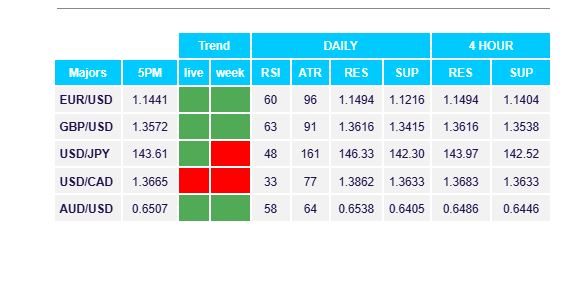 Trend DAILY 4 HOUR
Majors 5PM live week RSI ATR RES SUP RES SUP
EUR/USD 1.1441 60 96 1.1494 1.1216 1.1494 1.1404
GBP/USD 1.3572 63 91 1.3616 1.3415 1.3616 1.3538
USD/JPY 143.61 48 161 146.33 142.30 143.97 142.52
USD/CAD 1.3665 33 77 1.3862 1.3633 1.3683 1.3633
AUD/USD 0.6507 58 64 0.6538 0.6405 0.6486 0.6446